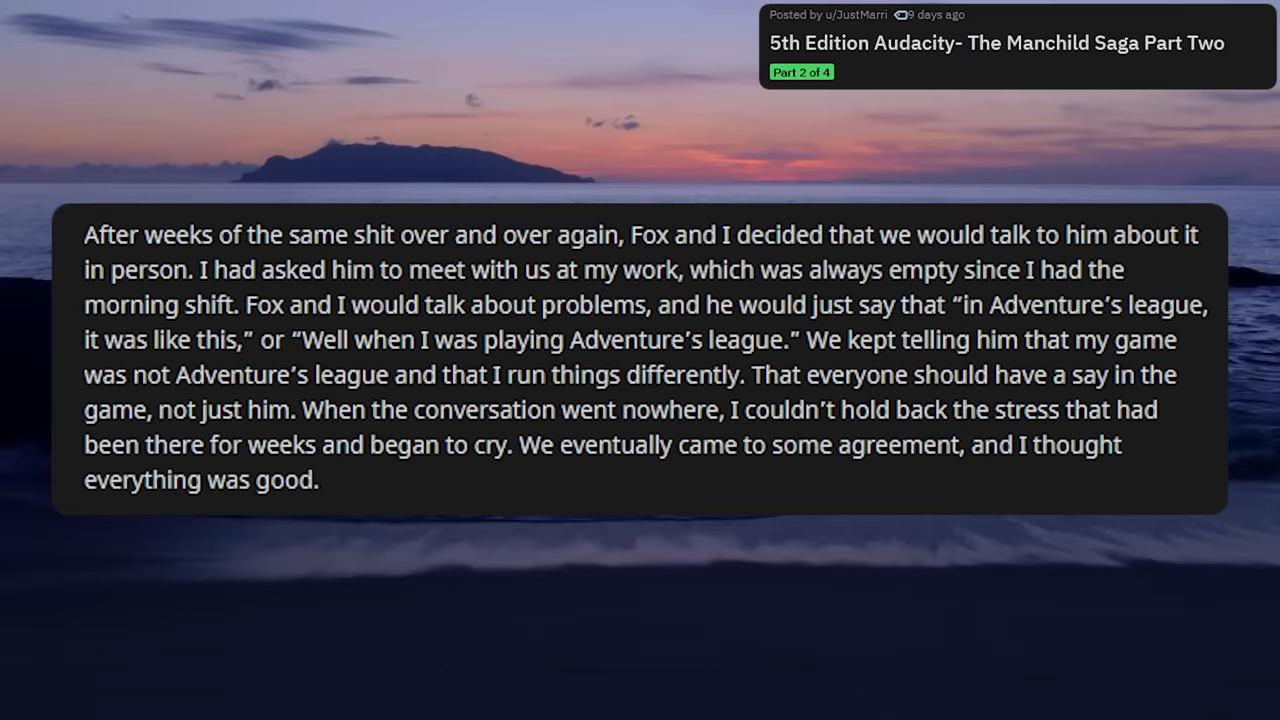 Posted by u/JustMarri 9 days ago
5th Edition Audacity- The Manchild Saga Part Two
Part 2 of 4
After weeks of the same shit over and over again, Fox and I decided that we would talk to him about it
in person. I had asked him to meet with us at my work, which was always empty since I had the
morning shift. Fox and I would talk about problems, and he would just say that “in Adventure’s league,
it was like this,” or “Well when I was playing Adventure’s league.” We kept telling him that my game
was not Adventure’s league and that I run things differently. That everyone should have a say in the
game, not just him. When the conversation went nowhere, I couldn’t hold back the stress that had
been there for weeks and began to cry. We eventually came to some agreement, and I thought
everything was good.